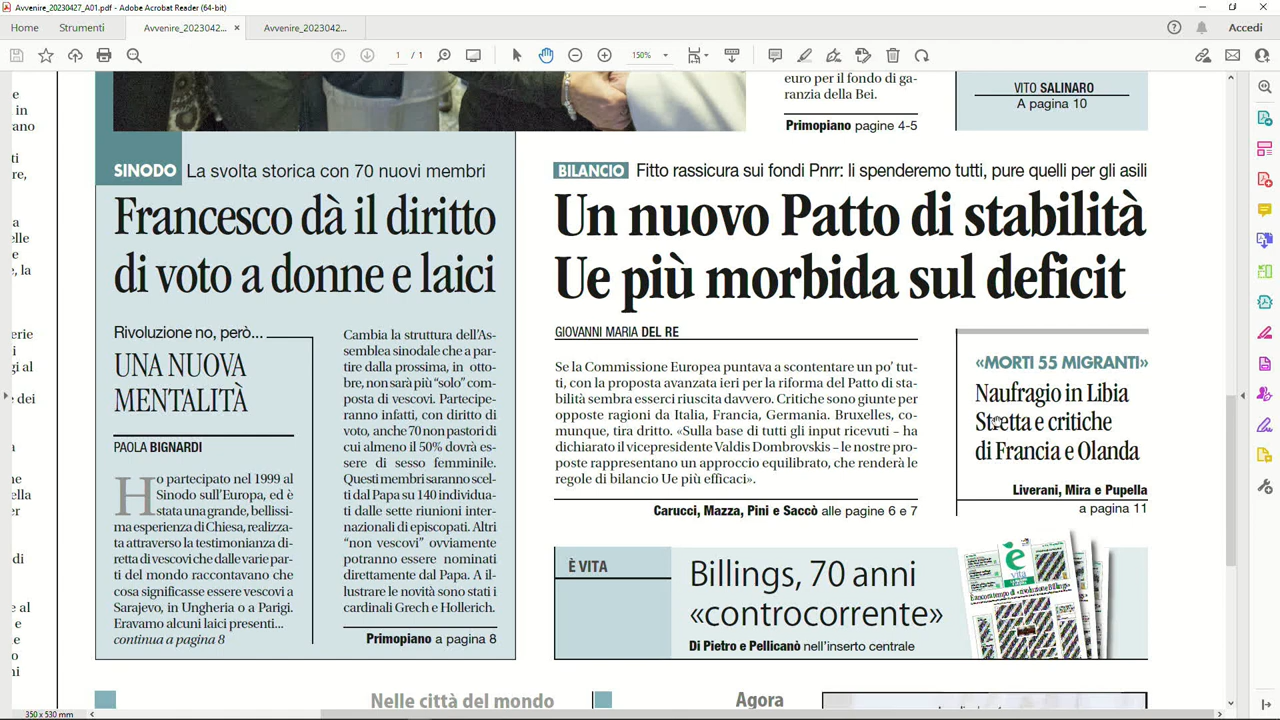 Avvenire_20230427_A01.pdf - Adobe Acrobat Reader (64-bit)
Home
Strumenti
Avvenire_2023042...
Avvenire_2023042...
Accedi
1 / 1
150%
euro per il fondo di ga-
ranzia della Bei.
Primopiano pagine 4-5
VITO SALINARO
A pagina 10
SINODO La svolta storica con 70 nuovi membri
Francesco dà il diritto
di voto a donne e laici
Rivoluzione no, però...
UNA NUOVA
MENTALITÀ
PAOLA BIGNARDI
Ho partecipato nel 1999 al
Sinodo sull'Europa, ed è
stata una grande, bellissi-
ma esperienza di Chiesa, realizza-
ta attraverso la testimonianza di-
retta di vescovi che dalle varie par-
ti del mondo raccontavano che
cosa significasse essere vescovi a
Sarajevo, in Ungheria o a Parigi.
Eravamo alcuni laici presenti...
continua a pagina 8
Cambia la struttura dell'As-
semblea sinodale che a par-
tire dalla prossima, in otto-
bre, non sarà più "solo" com-
posta di vescovi. Partecipe-
ranno infatti, con diritto di
voto, anche 70 non pastori di
cui almeno il 50% dovrà es-
sere di sesso femminile.
Questi membri saranno scel-
ti dal Papa su 140 individua-
ti dalle sette riunioni inter-
nazionali di episcopati. Altri
"non vescovi" ovviamente
potranno essere nominati
direttamente dal Papa. A il-
lustrare le novità sono stati i
cardinali Grech e Hollerich.
Primopiano a pagina 8
BILANCIO Fitto rassicura sui fondi Pnrr: li spenderemo tutti, pure quelli per gli asili
Un nuovo Patto di stabilità
Ue più morbida sul deficit
GIOVANNI MARIA DEL RE
Se la Commissione Europea puntava a scontentare un po' tut-
ti, con la proposta avanzata ieri per la riforma del Patto di sta-
bilità sembra esserci riuscita davvero. Critiche sono giunte per
opposte ragioni da Italia, Francia, Germania. Bruxelles, co-
munque, tira dritto. «Sulla base di tutti gli input ricevuti – ha
dichiarato il vicepresidente Valdis Dombrovskis – le nostre pro-
poste rappresentano un approccio equilibrato, che renderà le
regole di bilancio Ue più efficaci».
Carucci, Mazza, Pini e Saccò alle pagine 6 e 7
«MORTI 55 MIGRANTI»
Naufragio in Libia
Stretta e critiche
di Francia e Olanda
Liverani, Mira e Pupella
a pagina 11
È VITA
Billings, 70 anni
«controcorrente»
Di Pietro e Pellicanò nell'inserto centrale
è
vita
Nelle città del mondo
Agora
350 x 530 mm